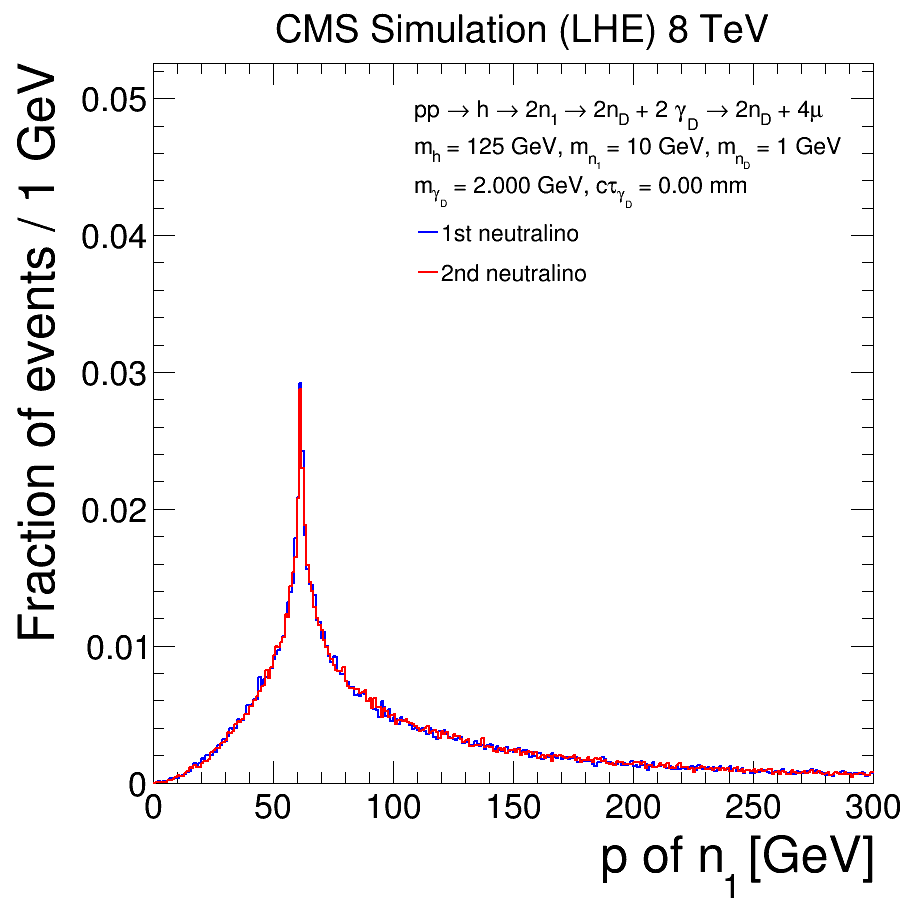 CMS Simulation (LHE) 8 TeV
Fraction of events / 1 GeV
0.05
0.04
0.03
0.02
0.01
0
pp → h → 2n1 → 2nD + 2 γD → 2nD + 4μ
mh = 125 GeV, mn1 = 10 GeV, mnD = 1 GeV
mγD = 2.000 GeV, cτγD = 0.00 mm
1st neutralino
2nd neutralino
0 50 100 150 200 250 300
p of n1 [GeV]